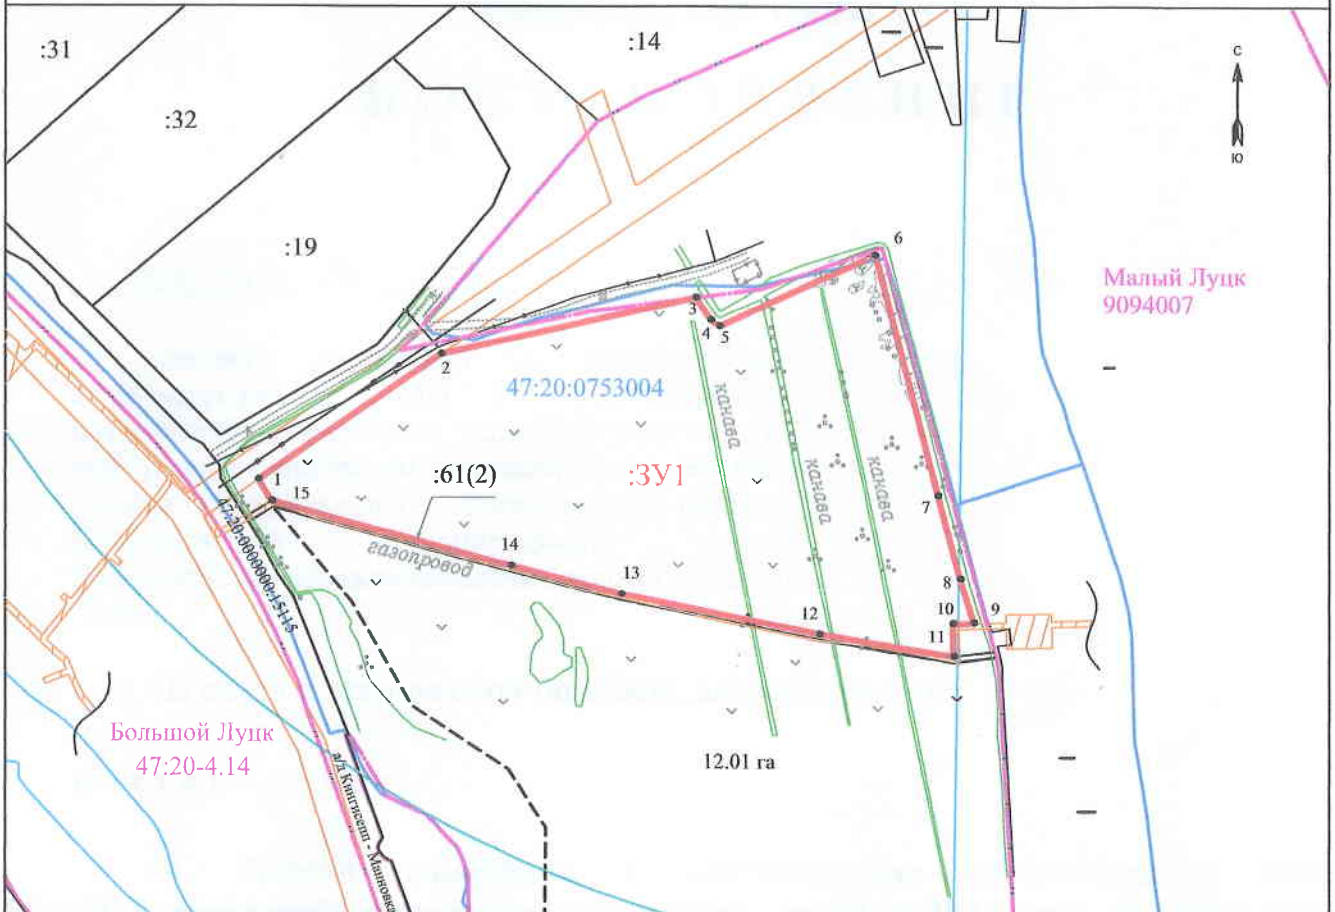 :31
:14
С
:32
Ю
:19
6
Малый Луцк
9094007
3
4
5
2
47:20:0753004
канава
канава
канава
:61(2)
:ЗУ1
1
15
7
47:20:0000000:15115
газопровод
14
13
8
12
10
9
11
Большой Луцк
47:20-4.14
12.01 га
а/д Кингисепп - Манновка